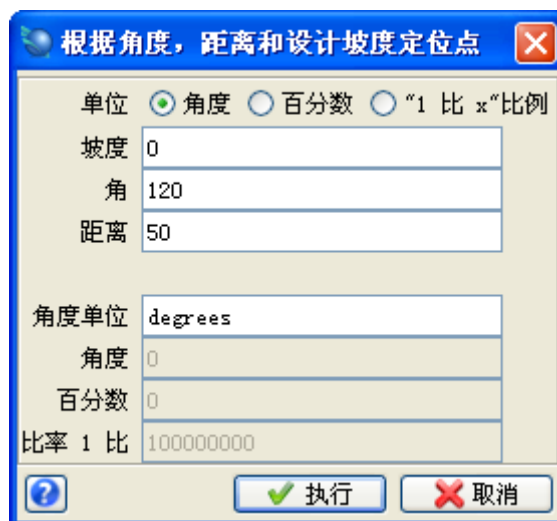 根据角度，距离和设计坡度定位点
单位 角度 百分数 “1 比 x”比例
坡度 0
角 120
距离 50
角度单位 degrees
角度 0
百分数 0
比率 1 比 100000000
? 执行 取消